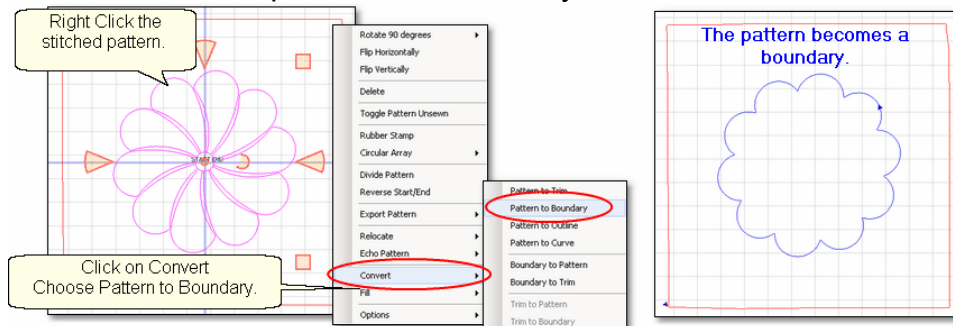 Right Click the
stitched pattern.
START END
Click on Convert
Choose Pattern to Boundary.
Rotate 90 degrees
Flip Horizontally
Flip Vertically
Delete
Toggle Pattern Unsewn
Rubber Stamp
Circular Array
Divide Pattern
Reverse Start/End
Export Pattern
Relocate
Echo Pattern
Convert
Fill
Options
Pattern to Trim
Pattern to Boundary
Pattern to Outline
Pattern to Curve
Boundary to Pattern
Boundary to Trim
Trim to Pattern
Trim to Boundary
The pattern becomes a
boundary.